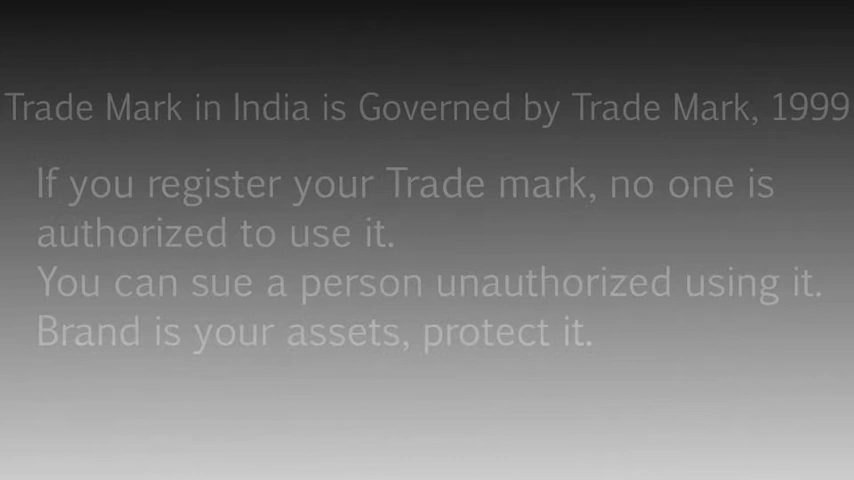 Trade Mark in India is Governed by Trade Mark, 1999
If you register your Trade mark, no one is
authorized to use it.
You can sue a person unauthorized using it.
Brand is your assets, protect it.